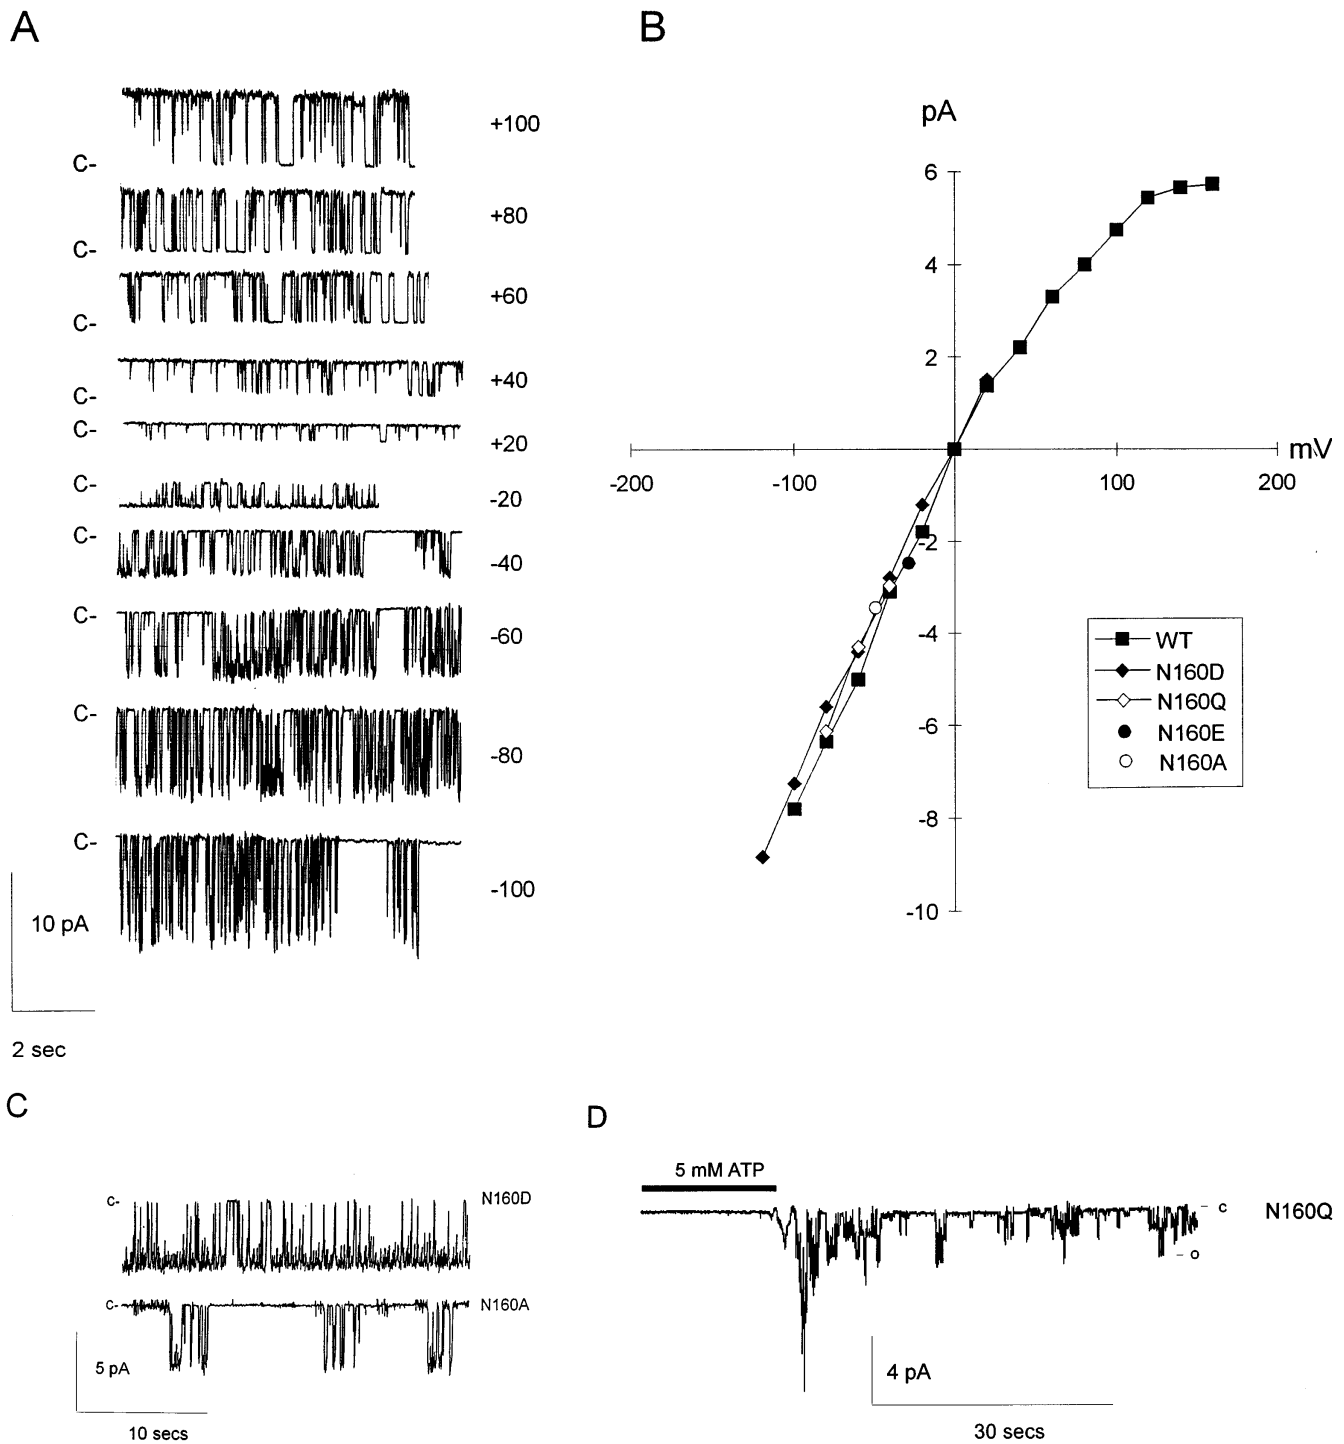 A
B
C- +100
C- +80
C- +60
C- +40
C- +20
C- -20
C- -40
C- -60
C- -80
C- -100
10 pA
2 sec
pA
6
4
2
mV
-200 -100 100 200
-2
-4
-6
-8
-10
WT
N160D
N160Q
N160E
N160A
C
c- N160D
c- N160A
5 pA
10 secs
D
5 mM ATP
– c N160Q
– o
4 pA
30 secs